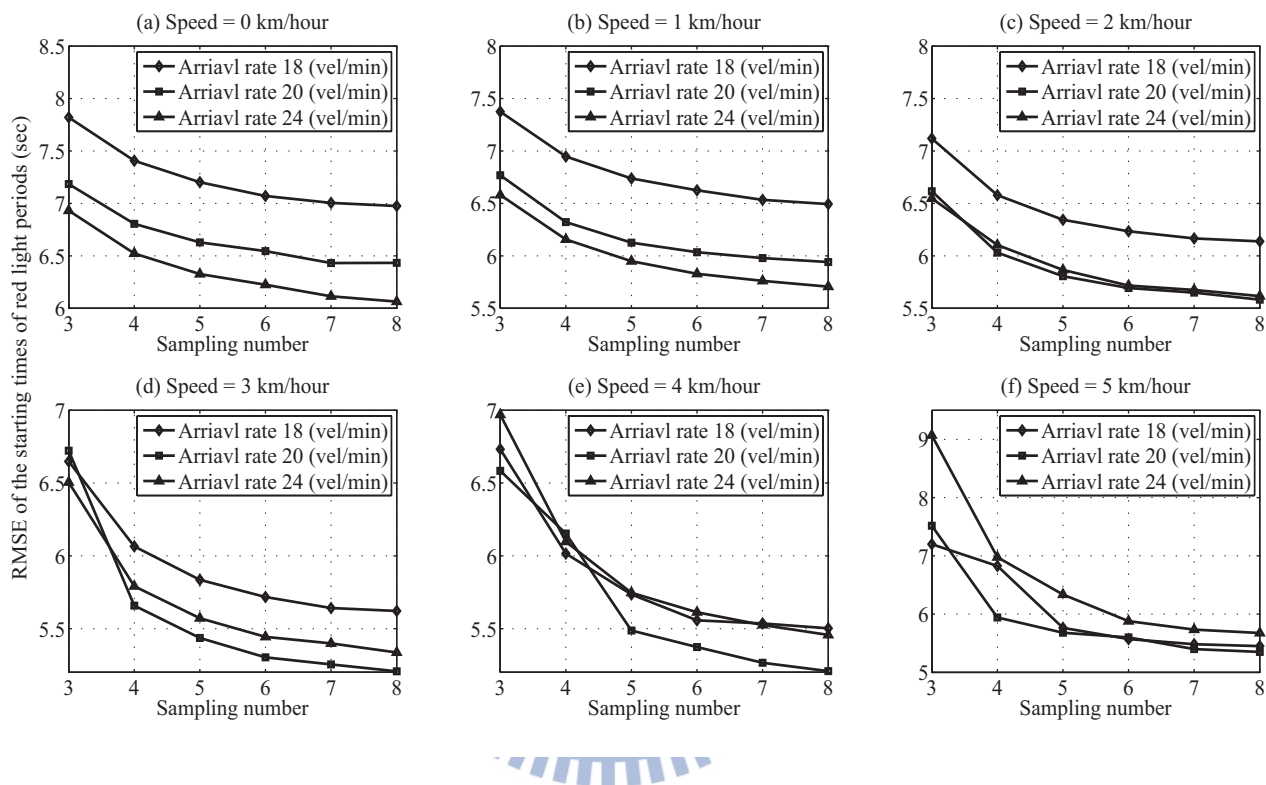 RMSE of the starting times of red light periods (sec)
(a) Speed = 0 km/hour
8.5
8
7.5
7
6.5
6
Arriavl rate 18 (vel/min)
Arriavl rate 20 (vel/min)
Arriavl rate 24 (vel/min)
3 4 5 6 7 8
Sampling number
(b) Speed = 1 km/hour
8
7.5
7
6.5
6
5.5
Arriavl rate 18 (vel/min)
Arriavl rate 20 (vel/min)
Arriavl rate 24 (vel/min)
3 4 5 6 7 8
Sampling number
(c) Speed = 2 km/hour
8
7.5
7
6.5
6
5.5
Arriavl rate 18 (vel/min)
Arriavl rate 20 (vel/min)
Arriavl rate 24 (vel/min)
3 4 5 6 7 8
Sampling number
(d) Speed = 3 km/hour
7
6.5
6
5.5
Arriavl rate 18 (vel/min)
Arriavl rate 20 (vel/min)
Arriavl rate 24 (vel/min)
3 4 5 6 7 8
Sampling number
(e) Speed = 4 km/hour
7
6.5
6
5.5
Arriavl rate 18 (vel/min)
Arriavl rate 20 (vel/min)
Arriavl rate 24 (vel/min)
3 4 5 6 7 8
Sampling number
(f) Speed = 5 km/hour
9
8
7
6
5
Arriavl rate 18 (vel/min)
Arriavl rate 20 (vel/min)
Arriavl rate 24 (vel/min)
3 4 5 6 7 8
Sampling number